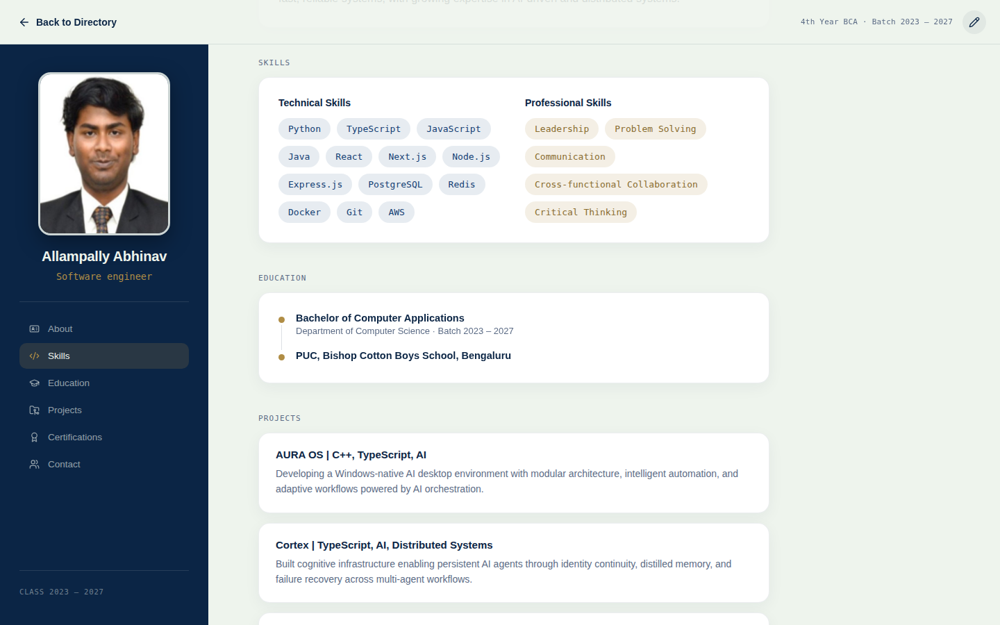 fast, reliable systems, with growing expertise in AI-driven and distributed systems.
Back to Directory
4th Year BCA · Batch 2023 – 2027
Allampally Abhinav
Software engineer
About
Skills
Education
Projects
Certifications
Contact
CLASS 2023 – 2027
SKILLS
Technical Skills
Python TypeScript JavaScript
Java React Next.js Node.js
Express.js PostgreSQL Redis
Docker Git AWS
Professional Skills
Leadership Problem Solving
Communication
Cross-functional Collaboration
Critical Thinking
EDUCATION
Bachelor of Computer Applications
Department of Computer Science · Batch 2023 – 2027
PUC, Bishop Cotton Boys School, Bengaluru
PROJECTS
AURA OS | C++, TypeScript, AI
Developing a Windows-native AI desktop environment with modular architecture, intelligent automation, and
adaptive workflows powered by AI orchestration.
Cortex | TypeScript, AI, Distributed Systems
Built cognitive infrastructure enabling persistent AI agents through identity continuity, distilled memory, and
failure recovery across multi-agent workflows.